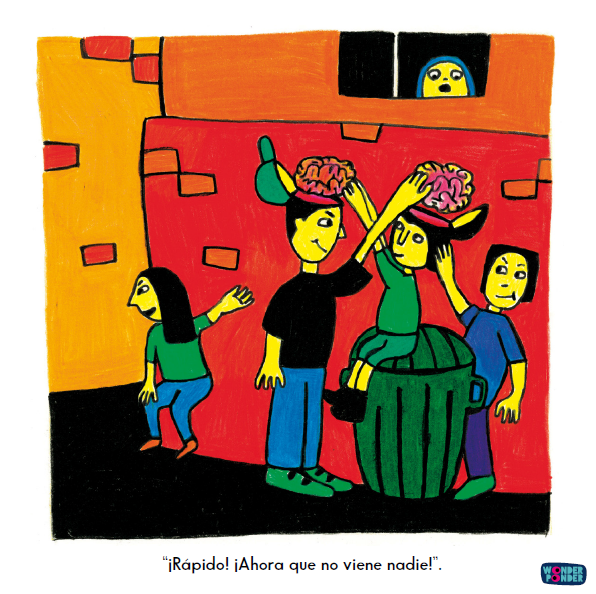 “¡Rápido! ¡Ahora que no viene nadie!”.
WONDER
PONDER